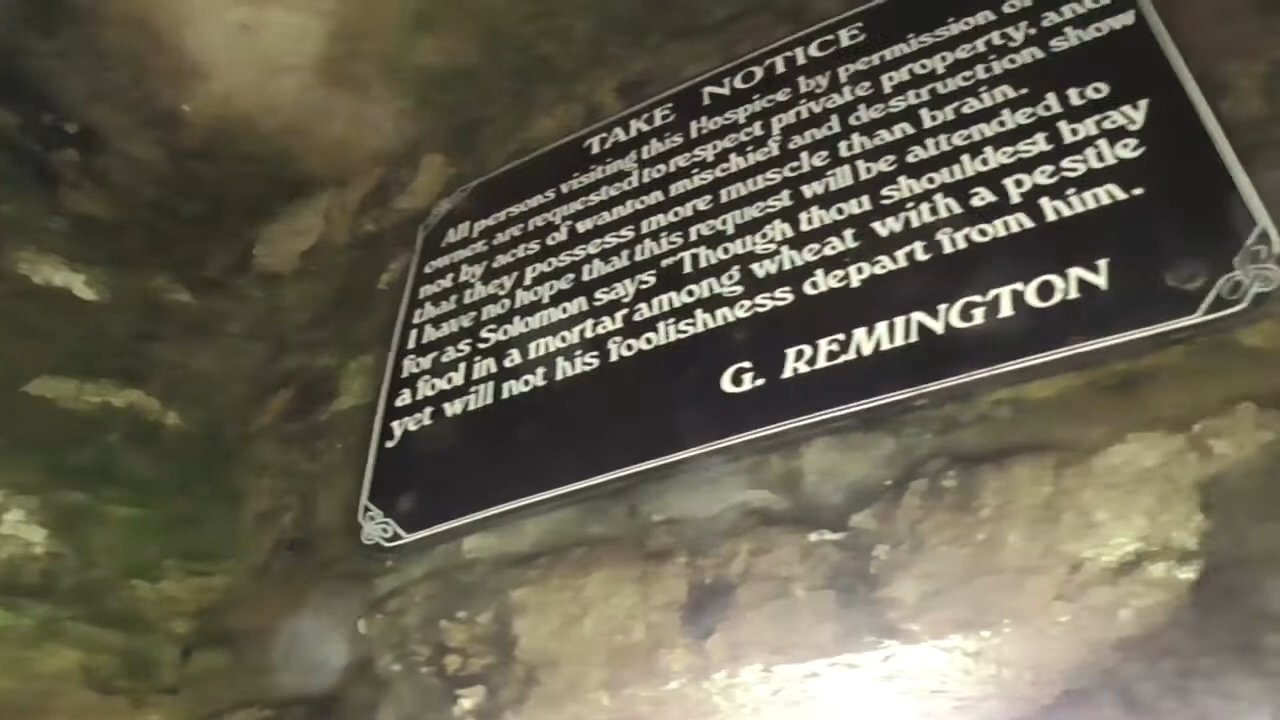 TAKE NOTICE
All persons visiting this Hospice by permission of
owner, are requested to respect private property, and
not by acts of wanton mischief and destruction show
that they possess more muscle than brain.
I have no hope that this request will be attended to
for as Solomon says "Though thou shouldest bray
a fool in a mortar among wheat with a pestle
yet will not his foolishness depart from him.
G. REMINGTON